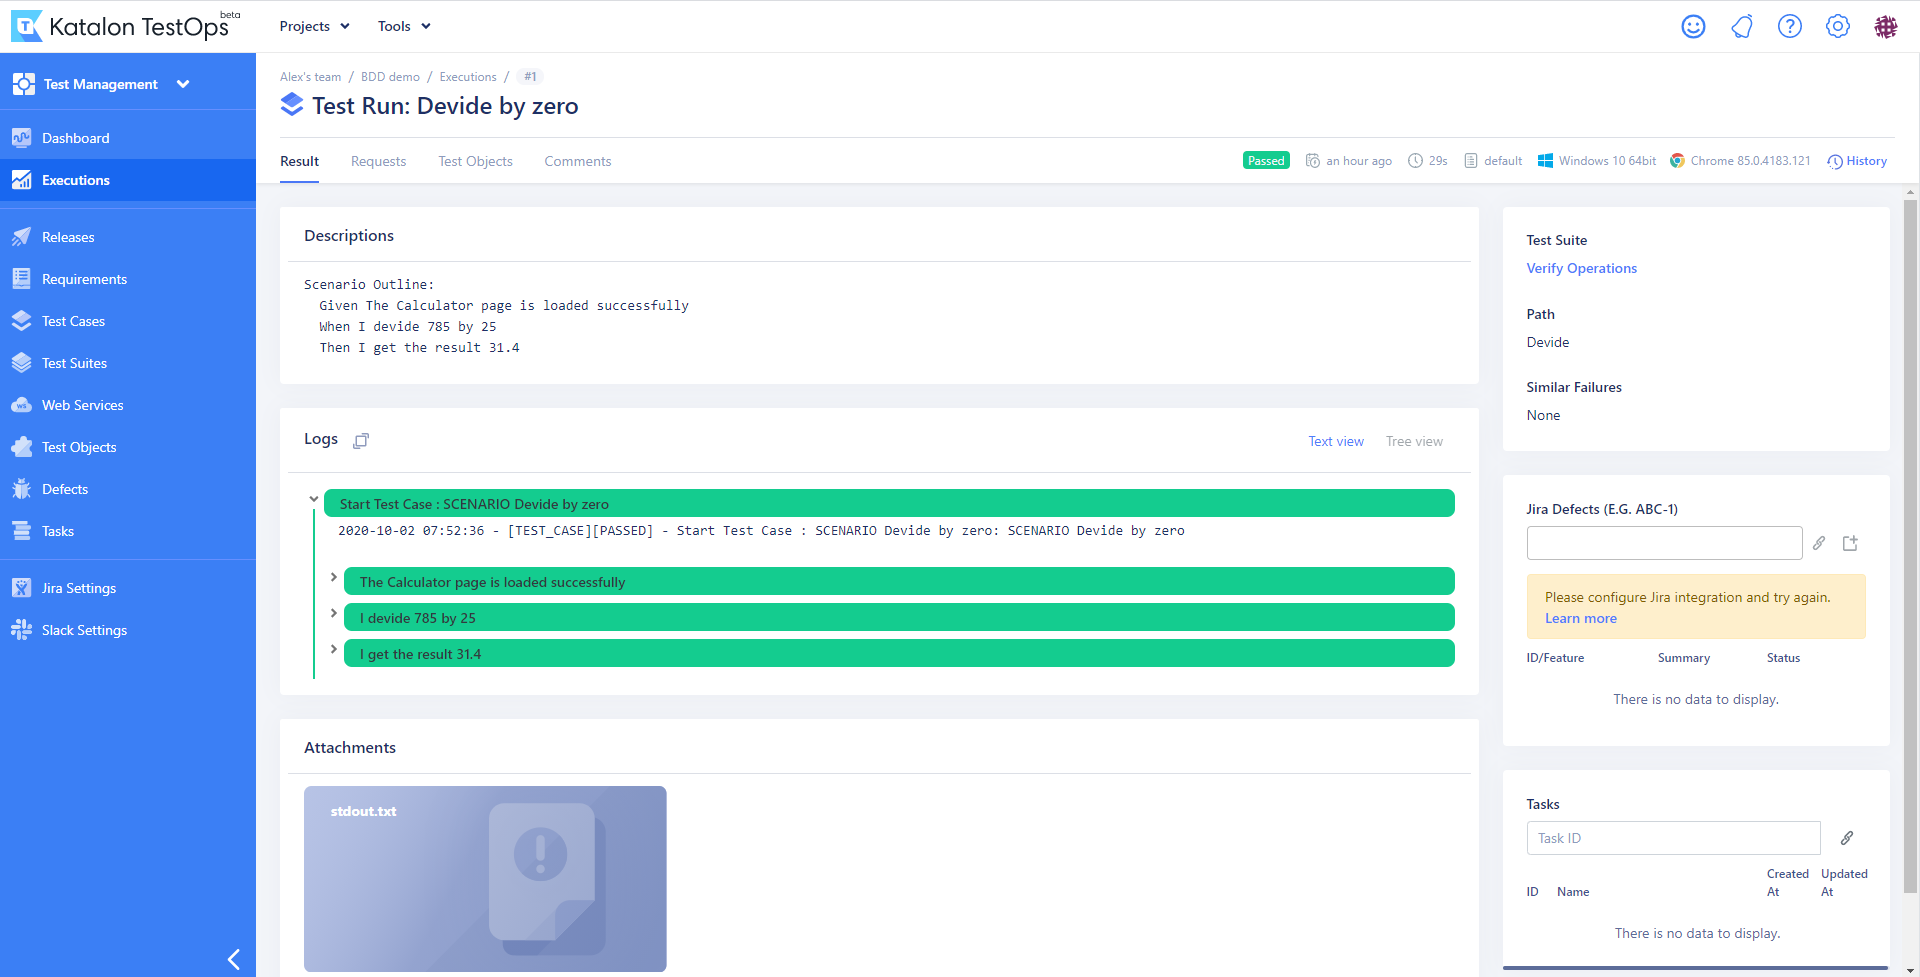 Katalon TestOps beta
Projects Tools
Test Management
Dashboard
Executions
Releases
Requirements
Test Cases
Test Suites
Web Services
Test Objects
Defects
Tasks
Jira Settings
Slack Settings
Alex's team / BDD demo / Executions / #1
Test Run: Devide by zero
Result Requests Test Objects Comments
Passed an hour ago 29s default Windows 10 64bit Chrome 85.0.4183.121 History
Descriptions
Scenario Outline:
Given The Calculator page is loaded successfully
When I devide 785 by 25
Then I get the result 31.4
Logs
Text view Tree view
Start Test Case : SCENARIO Devide by zero
2020-10-02 07:52:36 - [TEST_CASE][PASSED] - Start Test Case : SCENARIO Devide by zero: SCENARIO Devide by zero
The Calculator page is loaded successfully
I devide 785 by 25
I get the result 31.4
Attachments
stdout.txt
Test Suite
Verify Operations
Path
Devide
Similar Failures
None
Jira Defects (E.G. ABC-1)
Please configure Jira integration and try again.
Learn more
ID/Feature Summary Status
There is no data to display.
Tasks
Task ID
ID Name Created At Updated At
There is no data to display.